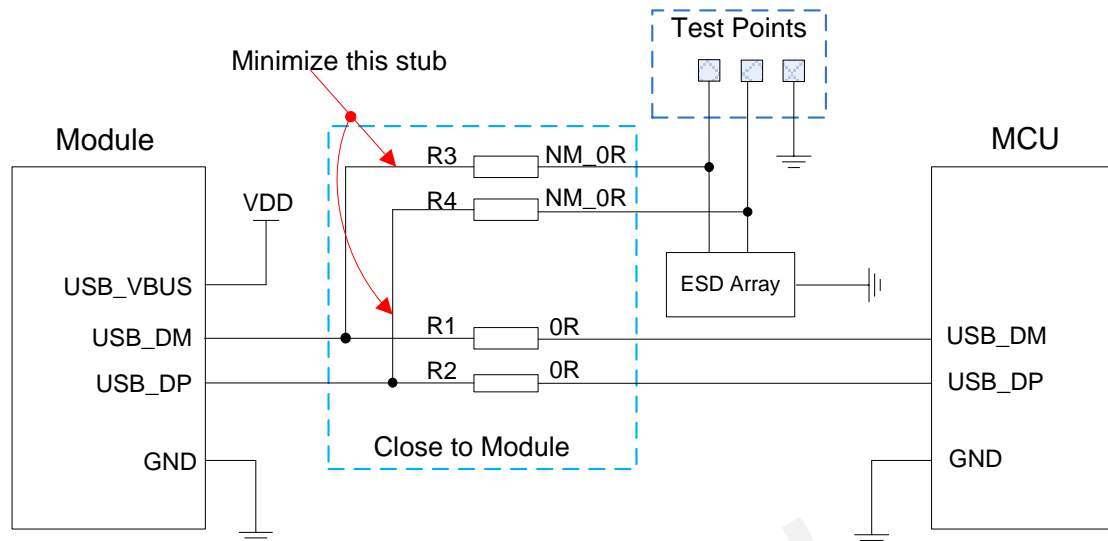 Test Points
Minimize this stub
Module
MCU
R3 NM_0R
R4 NM_0R
VDD
ESD Array
USB_VBUS
USB_DM R1 0R USB_DM
USB_DP R2 0R USB_DP
Close to Module
GND GND